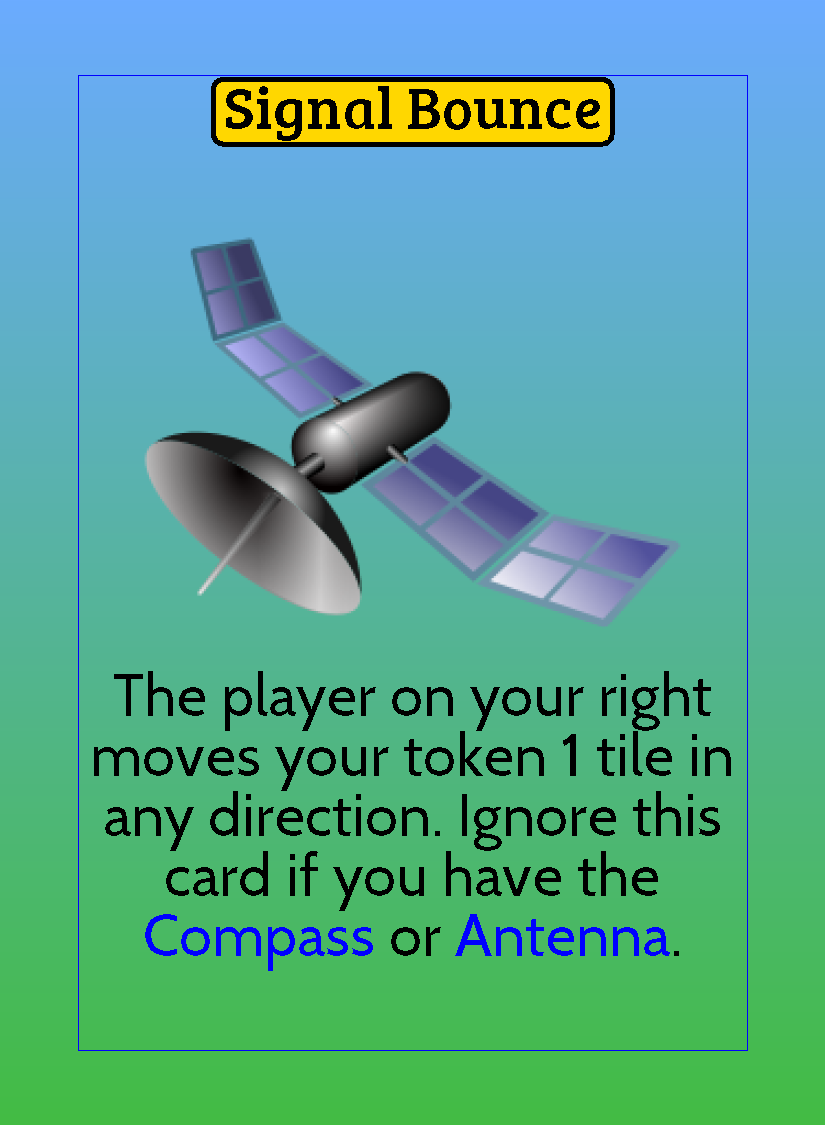 Signal Bounce
The player on your right
moves your token 1 tile in
any direction. Ignore this
card if you have the
Compass or Antenna.